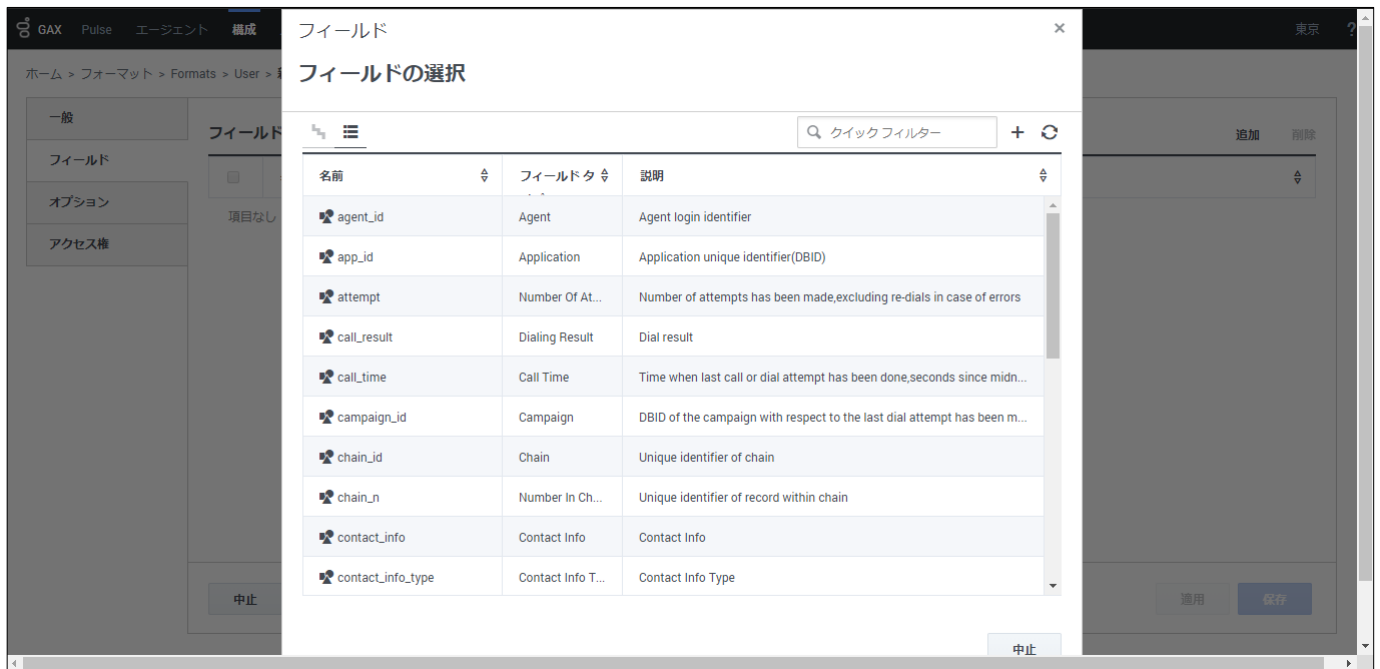 GAX Pulse エージェント 構成
東京 ?
ホーム > フォーマット > Formats > User >
一般
フィールド
オプション
アクセス権
フィールド
追加 削除
項目なし
中止
適用 保存
フィールド ×
フィールドの選択
クイック フィルター
名前 フィールド タ 説明
agent_id Agent Agent login identifier
app_id Application Application unique identifier(DBID)
attempt Number Of At... Number of attempts has been made,excluding re-dials in case of errors
call_result Dialing Result Dial result
call_time Call Time Time when last call or dial attempt has been done,seconds since midn...
campaign_id Campaign DBID of the campaign with respect to the last dial attempt has been m...
chain_id Chain Unique identifier of chain
chain_n Number In Ch... Unique identifier of record within chain
contact_info Contact Info Contact Info
contact_info_type Contact Info T... Contact Info Type
中止